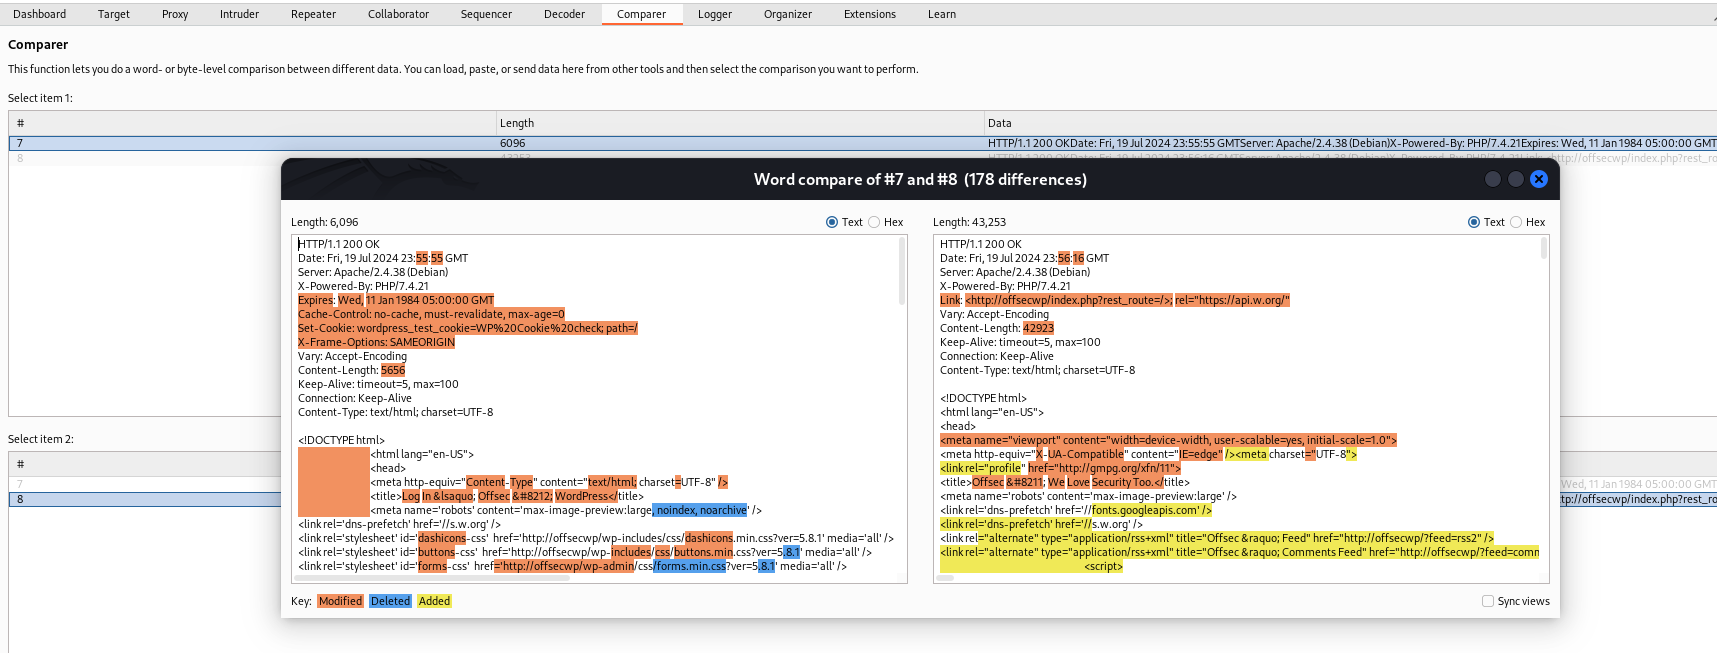 Dashboard Target Proxy Intruder Repeater Collaborator Sequencer Decoder Comparer Logger Organizer Extensions Learn
Comparer
This function lets you do a word- or byte-level comparison between different data. You can load, paste, or send data here from other tools and then select the comparison you want to perform.
Select item 1:
# Length Data
7 6096 HTTP/1.1 200 OKDate: Fri, 19 Jul 2024 23:55:55 GMTServer: Apache/2.4.38 (Debian)X-Powered-By: PHP/7.4.21Expires: Wed, 11 Jan 1984 05:00:00 GMT
8 43253 HTTP/1.1 200 OKDate: Fri, 19 Jul 2024 23:56:16 GMTServer: Apache/2.4.38 (Debian)X-Powered-By: PHP/7.4.21Link: <http://offsecwp/index.php?rest_ro
Word compare of #7 and #8 (178 differences)
Length: 6,096 Text Hex
HTTP/1.1 200 OK
Date: Fri, 19 Jul 2024 23:55:55 GMT
Server: Apache/2.4.38 (Debian)
X-Powered-By: PHP/7.4.21
Expires: Wed, 11 Jan 1984 05:00:00 GMT
Cache-Control: no-cache, must-revalidate, max-age=0
Set-Cookie: wordpress_test_cookie=WP%20Cookie%20check; path=/
X-Frame-Options: SAMEORIGIN
Vary: Accept-Encoding
Content-Length: 5656
Keep-Alive: timeout=5, max=100
Connection: Keep-Alive
Content-Type: text/html; charset=UTF-8
<!DOCTYPE html>
<html lang="en-US">
<head>
<meta http-equiv="Content-Type" content="text/html; charset=UTF-8" />
<title>Log In &lsaquo; Offsec &#8212; WordPress</title>
<meta name='robots' content='max-image-preview:large, noindex, noarchive' />
<link rel='dns-prefetch' href='//s.w.org' />
<link rel='stylesheet' id='dashicons-css' href='http://offsecwp/wp-includes/css/dashicons.min.css?ver=5.8.1' media='all' />
<link rel='stylesheet' id='buttons-css' href='http://offsecwp/wp-includes/css/buttons.min.css?ver=5.8.1' media='all' />
<link rel='stylesheet' id='forms-css' href='http://offsecwp/wp-admin/css/forms.min.css?ver=5.8.1' media='all' />
Length: 43,253 Text Hex
HTTP/1.1 200 OK
Date: Fri, 19 Jul 2024 23:56:16 GMT
Server: Apache/2.4.38 (Debian)
X-Powered-By: PHP/7.4.21
Link: <http://offsecwp/index.php?rest_route=/>; rel="https://api.w.org/"
Vary: Accept-Encoding
Content-Length: 42923
Keep-Alive: timeout=5, max=100
Connection: Keep-Alive
Content-Type: text/html; charset=UTF-8
<!DOCTYPE html>
<html lang="en-US">
<head>
<meta name="viewport" content="width=device-width, user-scalable=yes, initial-scale=1.0">
<meta http-equiv="X-UA-Compatible" content="IE=edge" /><meta charset="UTF-8">
<link rel="profile" href="http://gmpg.org/xfn/11">
<title>Offsec &#8211; We Love Security Too.</title>
<meta name='robots' content='max-image-preview:large' />
<link rel='dns-prefetch' href='//fonts.googleapis.com' />
<link rel='dns-prefetch' href='//s.w.org' />
<link rel="alternate" type="application/rss+xml" title="Offsec &raquo; Feed" href="http://offsecwp/?feed=rss2" />
<link rel="alternate" type="application/rss+xml" title="Offsec &raquo; Comments Feed" href="http://offsecwp/?feed=comm
<script>
Key: Modified Deleted Added Sync views
Select item 2:
#
7 Wed, 11 Jan 1984 05:00:00 GMT
8 tp://offsecwp/index.php?rest_ro